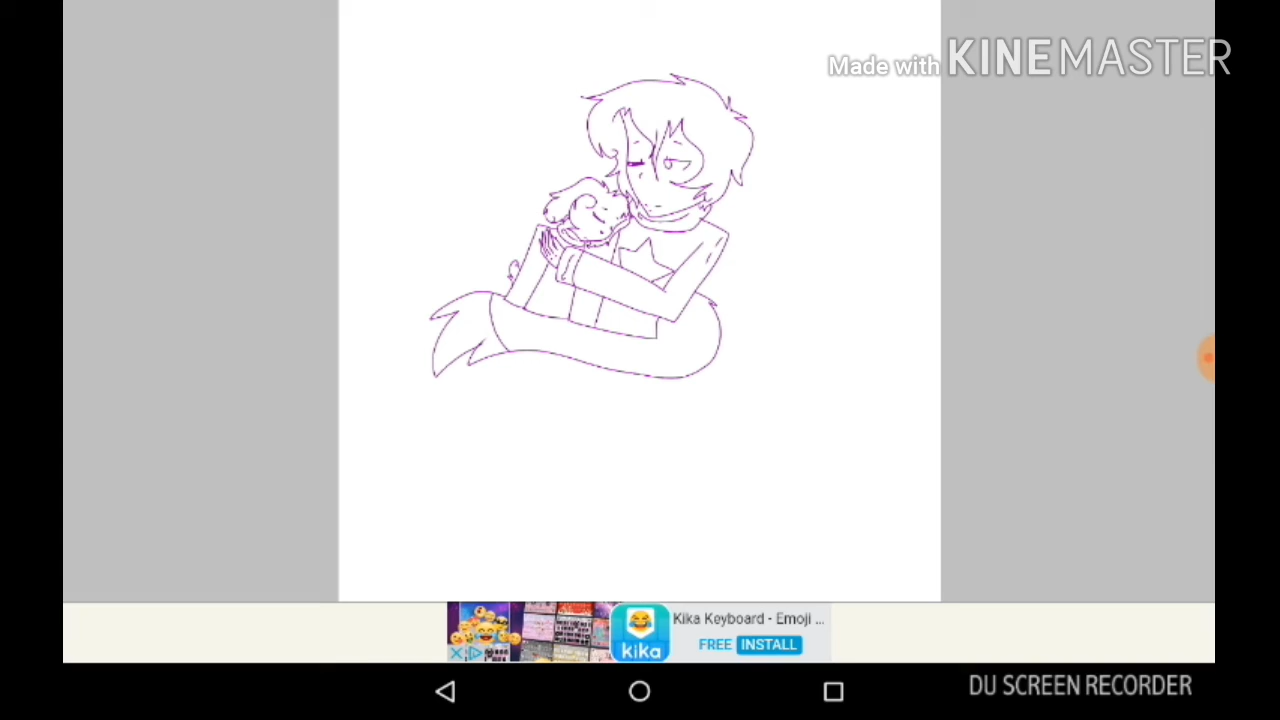 Made with KINEMASTER
Kika Keyboard - Emoji ...
FREE INSTALL
kika
DU SCREEN RECORDER